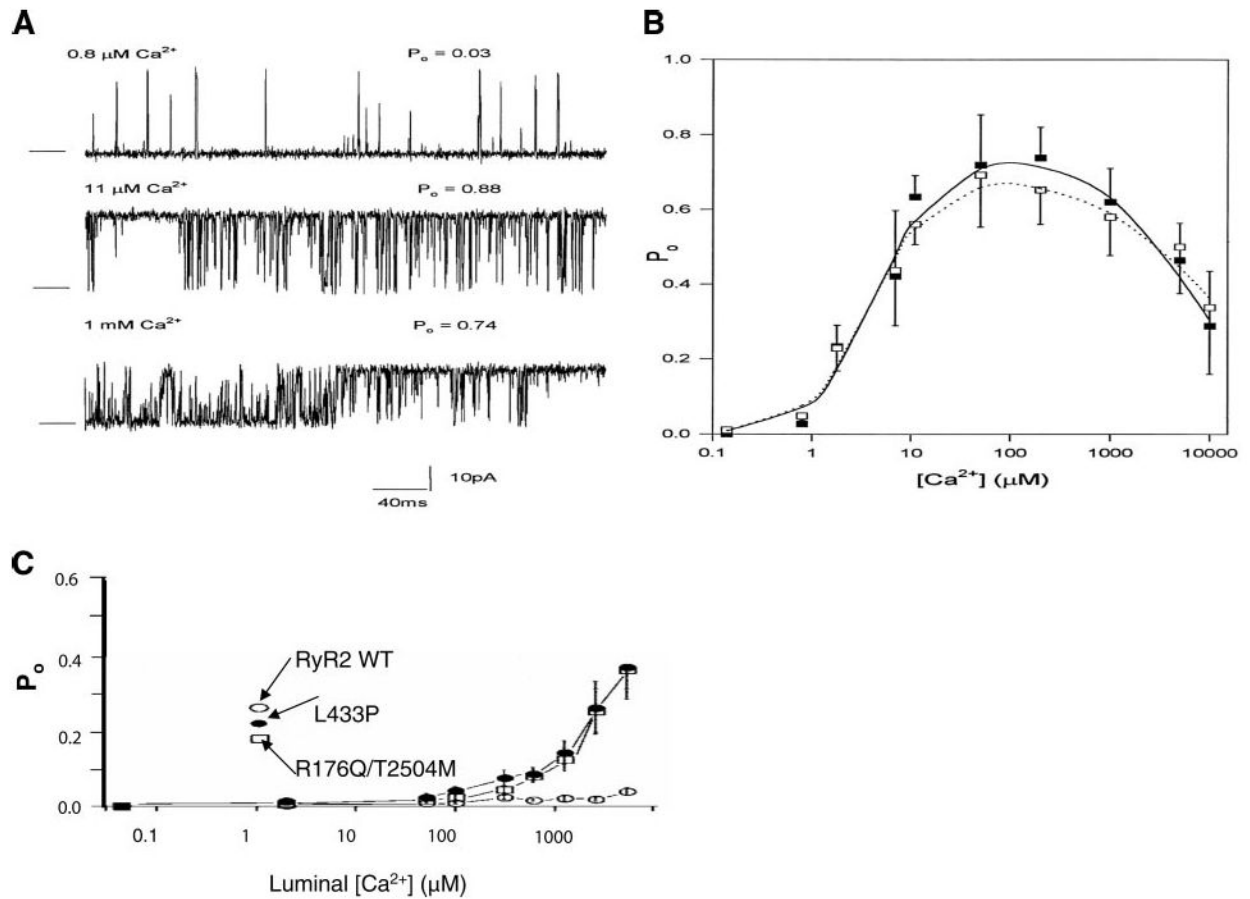 A
0.8 µM Ca²⁺ Pₒ = 0.03
11 µM Ca²⁺ Pₒ = 0.88
1 mM Ca²⁺ Pₒ = 0.74
10pA
40ms
B
1.0
0.8
0.6
0.4
0.2
0.0
Pₒ
0.1 1 10 100 1000 10000
[Ca²⁺] (µM)
C
0.6
0.4
0.2
0.0
Pₒ
RyR2 WT
L433P
R176Q/T2504M
0.1 1 10 100 1000
Luminal [Ca²⁺] (µM)